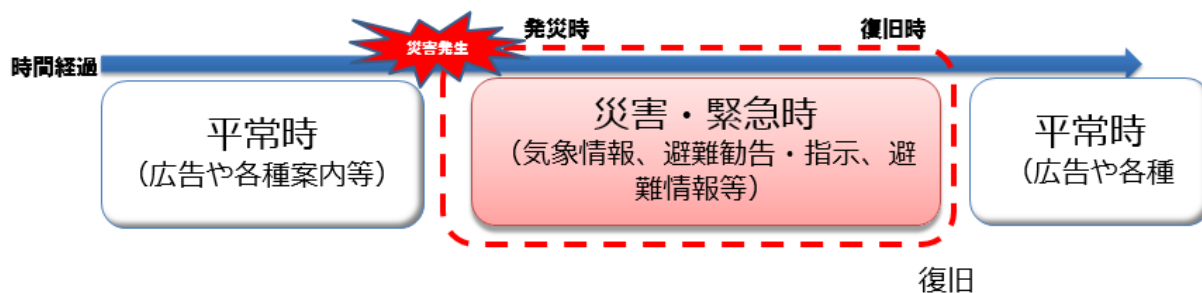 災害発生
発災時
復旧時
時間経過
平常時
（広告や各種案内等）
災害・緊急時
（気象情報、避難勧告・指示、避
難情報等）
平常時
（広告や各種
復旧